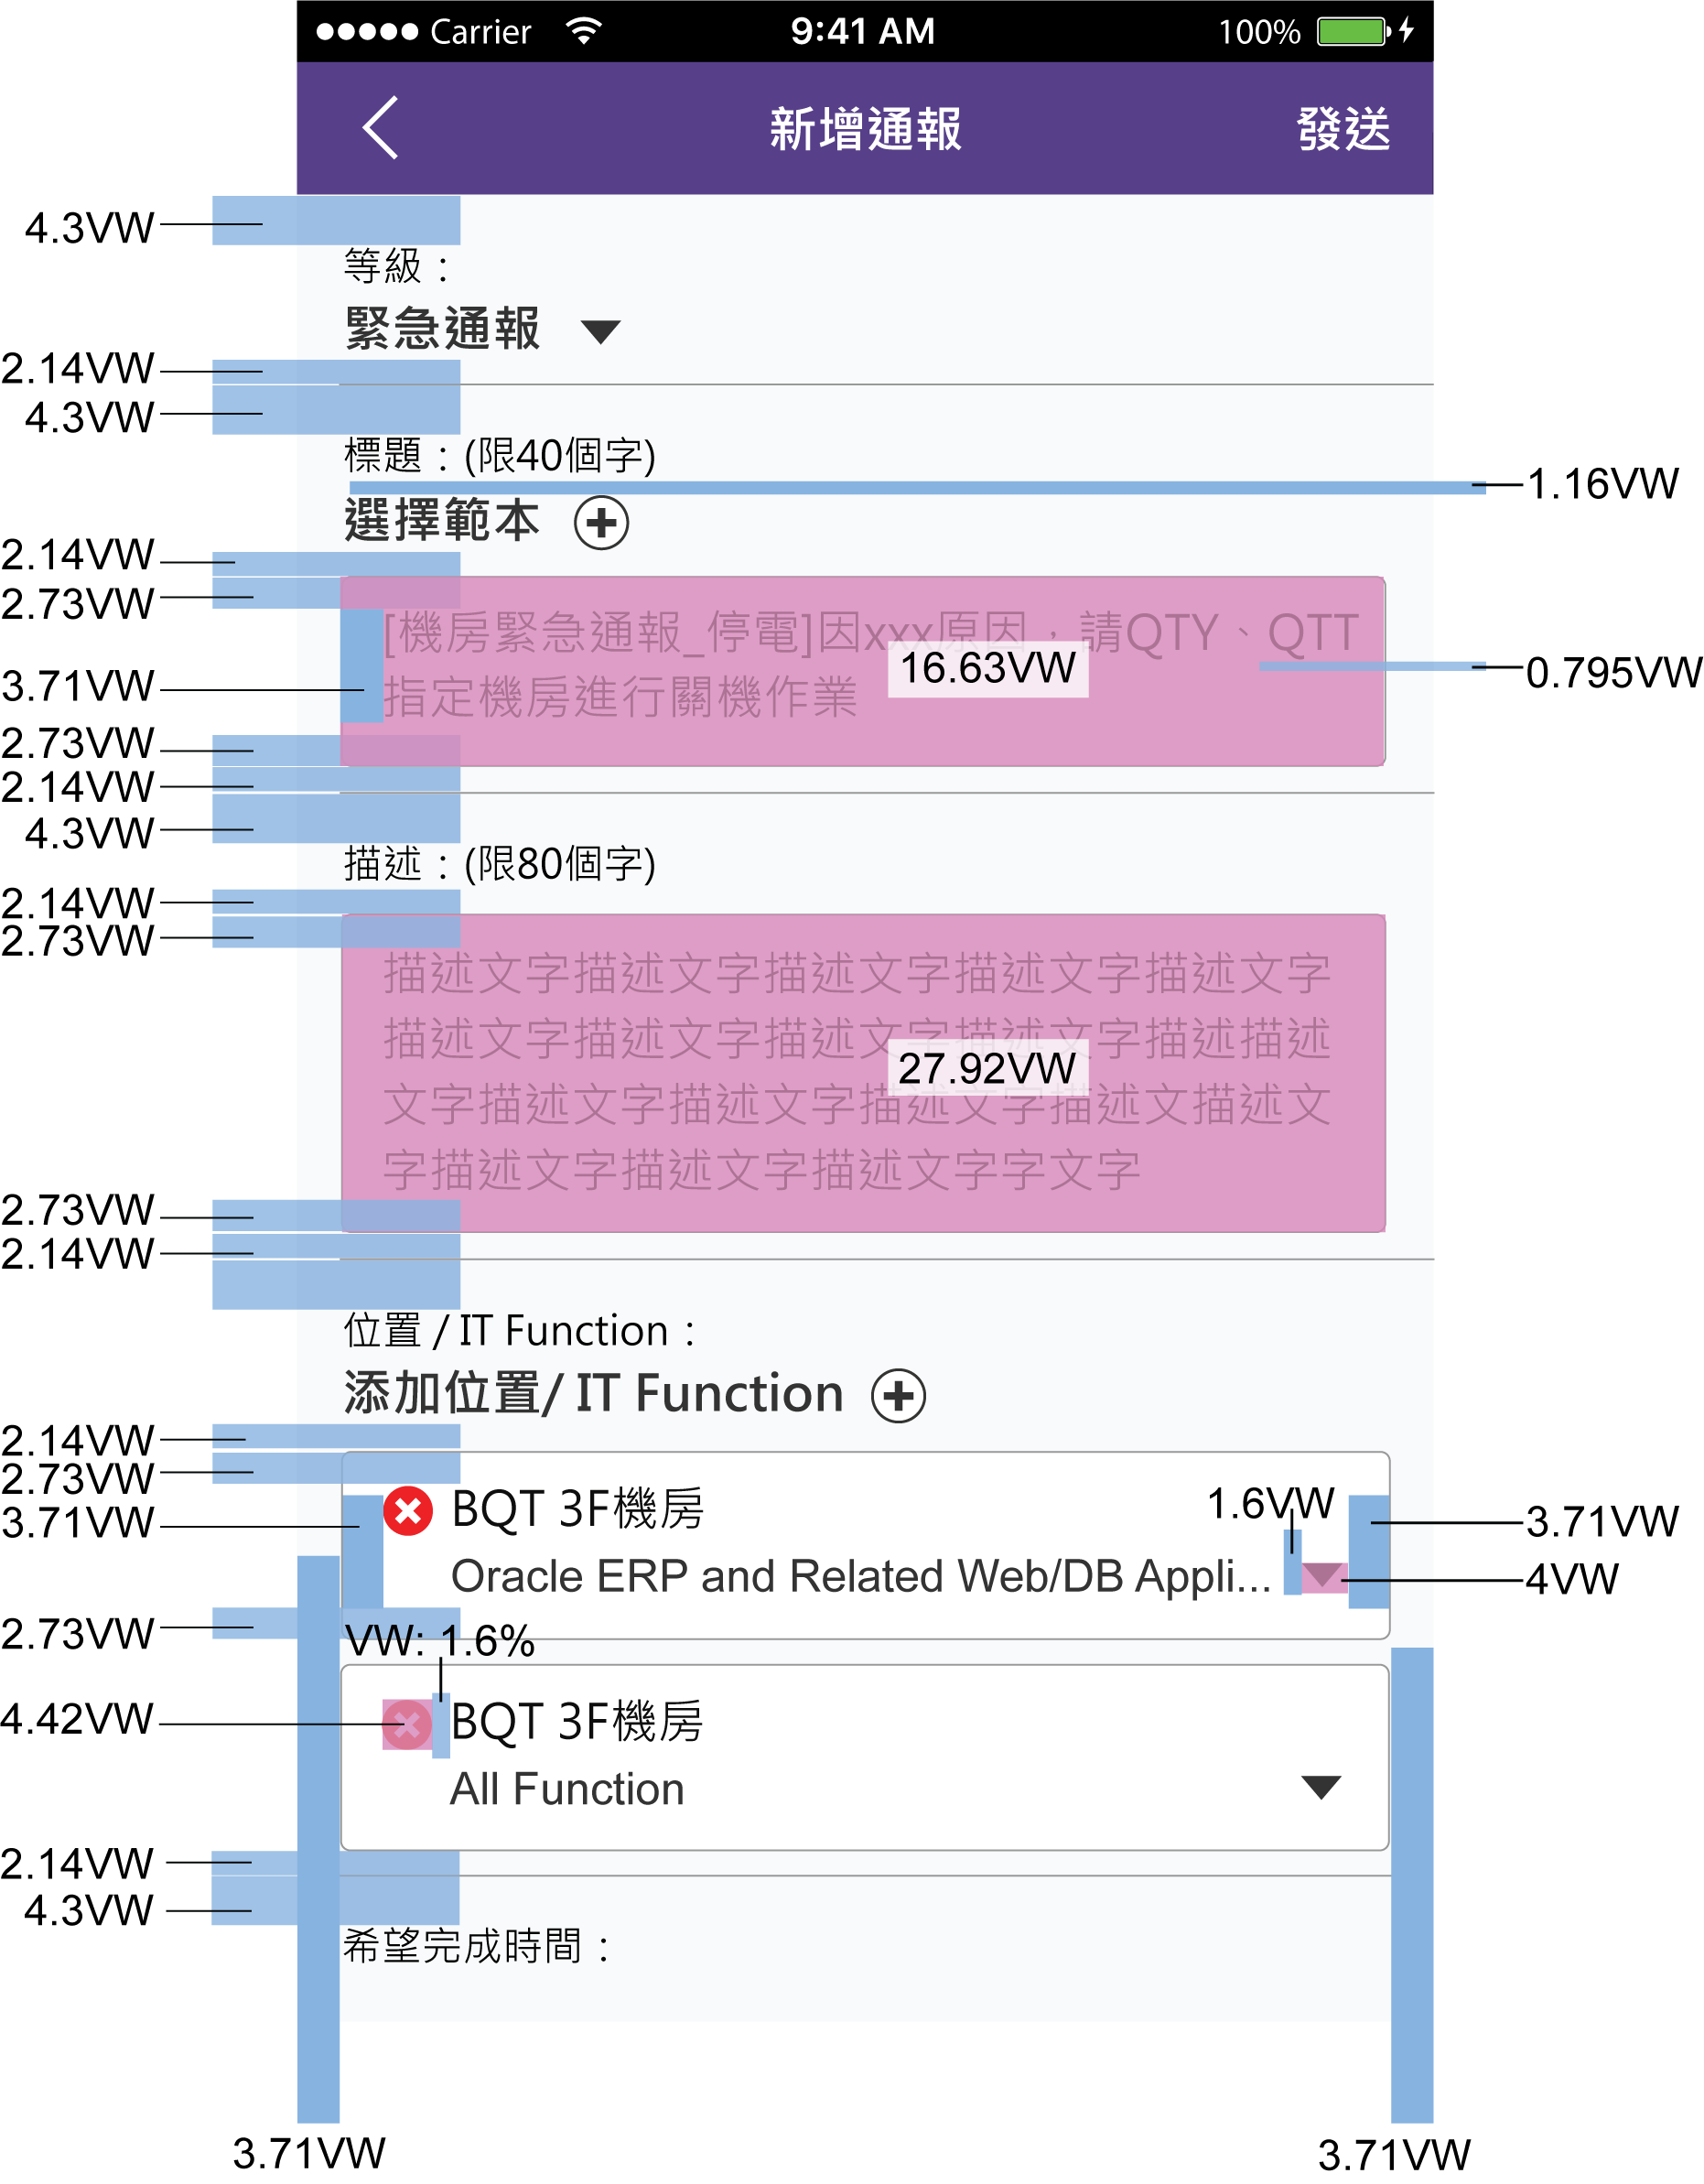 Carrier 9:41 AM 100%
新增通報 發送
4.3VW
等級：
緊急通報
2.14VW
4.3VW
標題：(限40個字)
1.16VW
選擇範本
2.14VW
2.73VW
[機房緊急通報_停電]因xxx原因，請QTY、QTT
16.63VW
0.795VW
3.71VW
指定機房進行關機作業
2.73VW
2.14VW
4.3VW
描述：(限80個字)
2.14VW
2.73VW
描述文字描述文字描述文字描述文字描述文字
描述文字描述文字描述文字描述文字描述描述
27.92VW
文字描述文字描述文字描述文字描述文描述文
字描述文字描述文字描述文字字文字
2.73VW
2.14VW
位置 / IT Function：
添加位置/ IT Function
2.14VW
2.73VW
3.71VW
BQT 3F機房
1.6VW
3.71VW
Oracle ERP and Related Web/DB Appli...
4VW
2.73VW
VW: 1.6%
4.42VW
BQT 3F機房
All Function
2.14VW
4.3VW
希望完成時間：
3.71VW
3.71VW